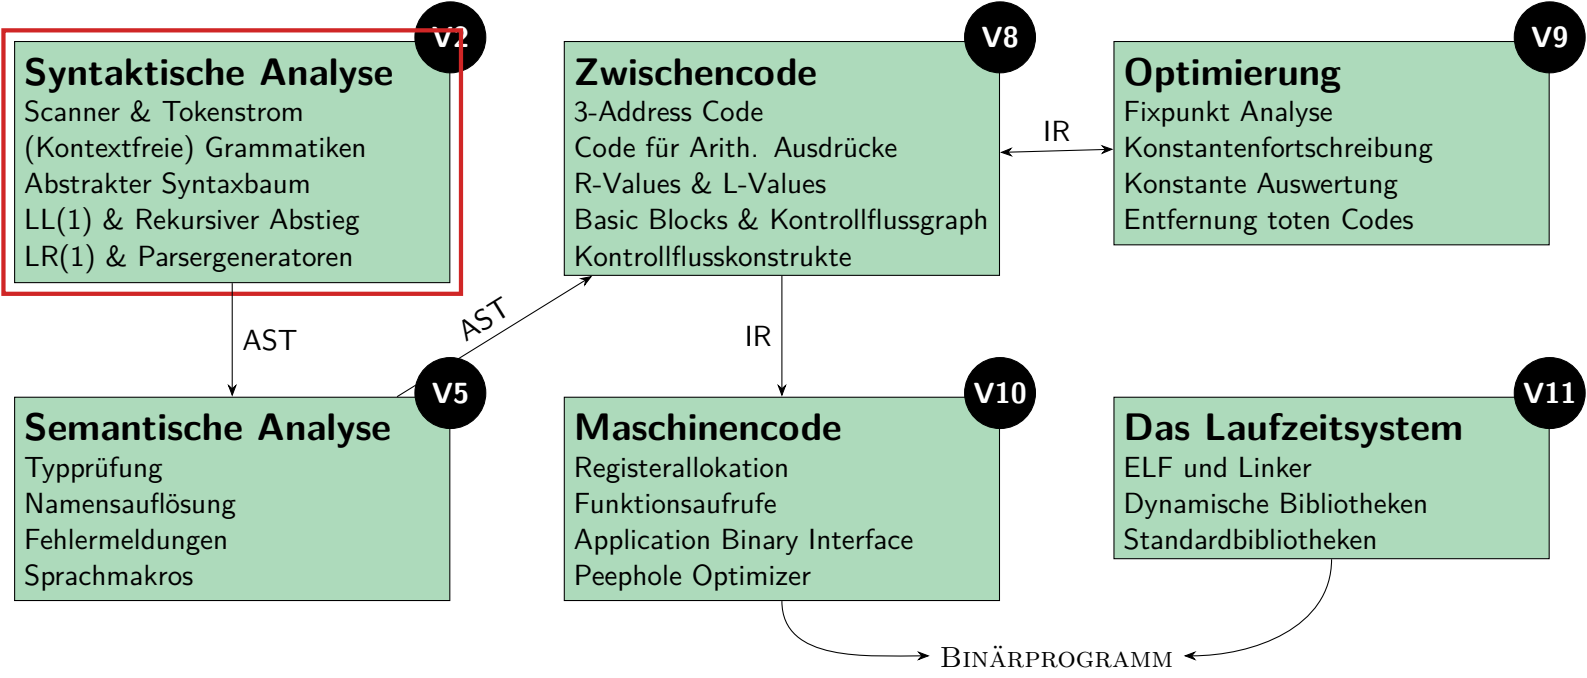 V2
Syntaktische Analyse
Scanner & Tokenstrom
(Kontextfreie) Grammatiken
Abstrakter Syntaxbaum
LL(1) & Rekursiver Abstieg
LR(1) & Parsergeneratoren
AST
V5
Semantische Analyse
Typprüfung
Namensauflösung
Fehlermeldungen
Sprachmakros
AST
V8
Zwischencode
3-Address Code
Code für Arith. Ausdrücke
R-Values & L-Values
Basic Blocks & Kontrollflussgraph
Kontrollflusskonstrukte
IR
V9
Optimierung
Fixpunkt Analyse
Konstantenfortschreibung
Konstante Auswertung
Entfernung toten Codes
IR
V10
Maschinencode
Registerallokation
Funktionsaufrufe
Application Binary Interface
Peephole Optimizer
V11
Das Laufzeitsystem
ELF und Linker
Dynamische Bibliotheken
Standardbibliotheken
BINÄRPROGRAMM